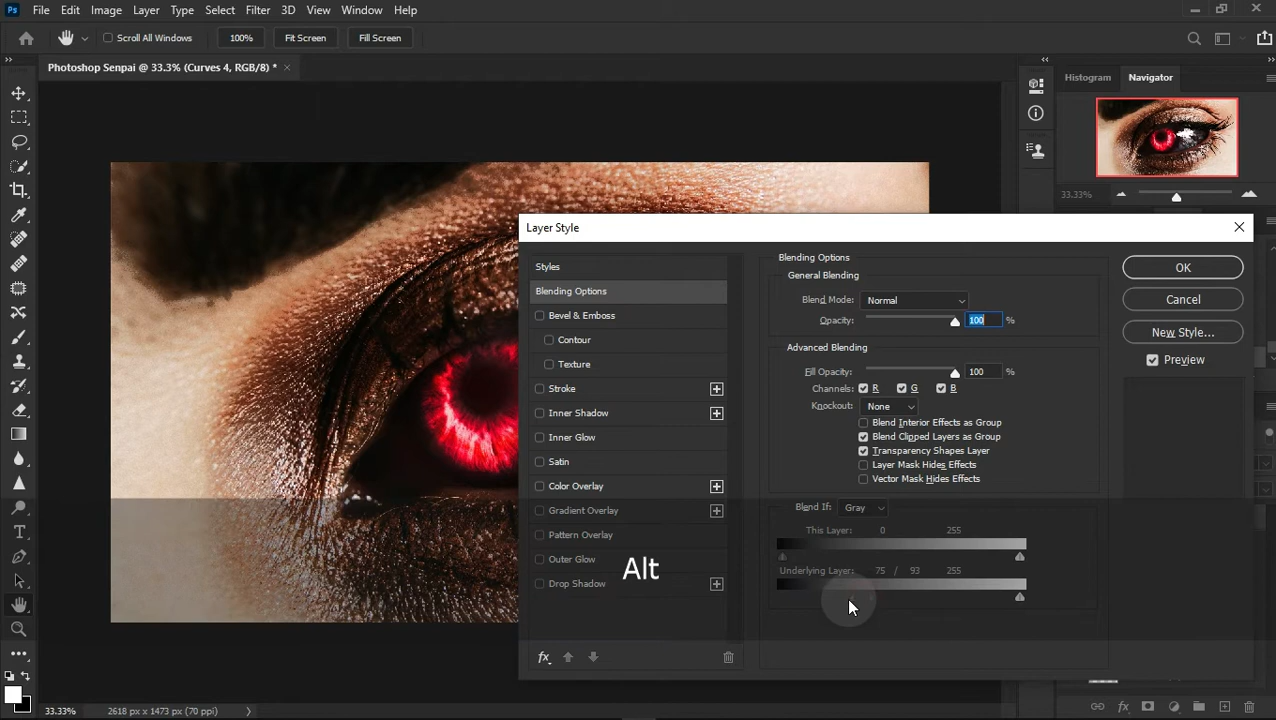 Ps File Edit Image Layer Type Select Filter 3D View Window Help
Scroll All Windows 100% Fit Screen Fill Screen
Photoshop Senpai @ 33.3% (Curves 4, RGB/8) * ×
Histogram Navigator
33.33%
Layer Style
Styles
Blending Options
Bevel & Emboss
Contour
Texture
Stroke
Inner Shadow
Inner Glow
Satin
Color Overlay
Gradient Overlay
Pattern Overlay
Outer Glow
Drop Shadow
fx
Blending Options
General Blending
Blend Mode: Normal
Opacity: 100 %
Advanced Blending
Fill Opacity: 100 %
Channels: R G B
Knockout: None
Blend Interior Effects as Group
Blend Clipped Layers as Group
Transparency Shapes Layer
Layer Mask Hides Effects
Vector Mask Hides Effects
Blend If: Gray
This Layer: 0 255
Underlying Layer: 75 / 93 255
OK
Cancel
New Style...
Preview
Alt
33.33% 2618 px x 1473 px (70 ppi)
fx